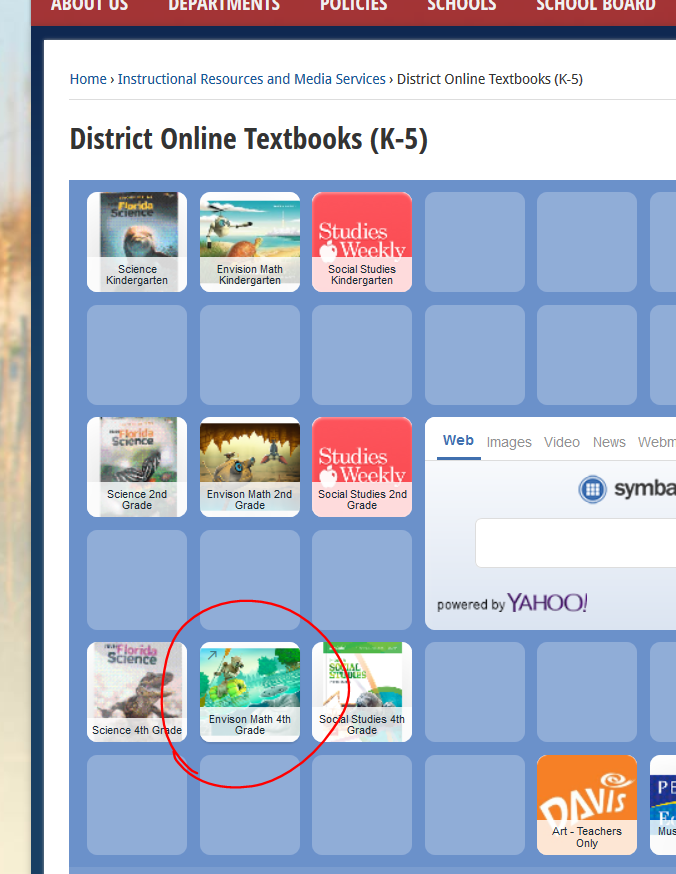 ABOUT US DEPARTMENTS POLICIES SCHOOLS SCHOOL BOARD
Home › Instructional Resources and Media Services › District Online Textbooks (K-5)
District Online Textbooks (K-5)
Florida
Science
Science
Kindergarten
Envision Math
Kindergarten
Studies
Weekly
Social Studies
Kindergarten
Florida
Science
Science 2nd
Grade
Envison Math 2nd
Grade
Studies
Weekly
Social Studies 2nd
Grade
Web Images Video News Webm
symba
powered by YAHOO!
Florida
Science
Science 4th Grade
Envison Math 4th
Grade
SOCIAL
STUDIES
Social Studies 4th
Grade
DAVIS
Art - Teachers
Only
PE
Mus